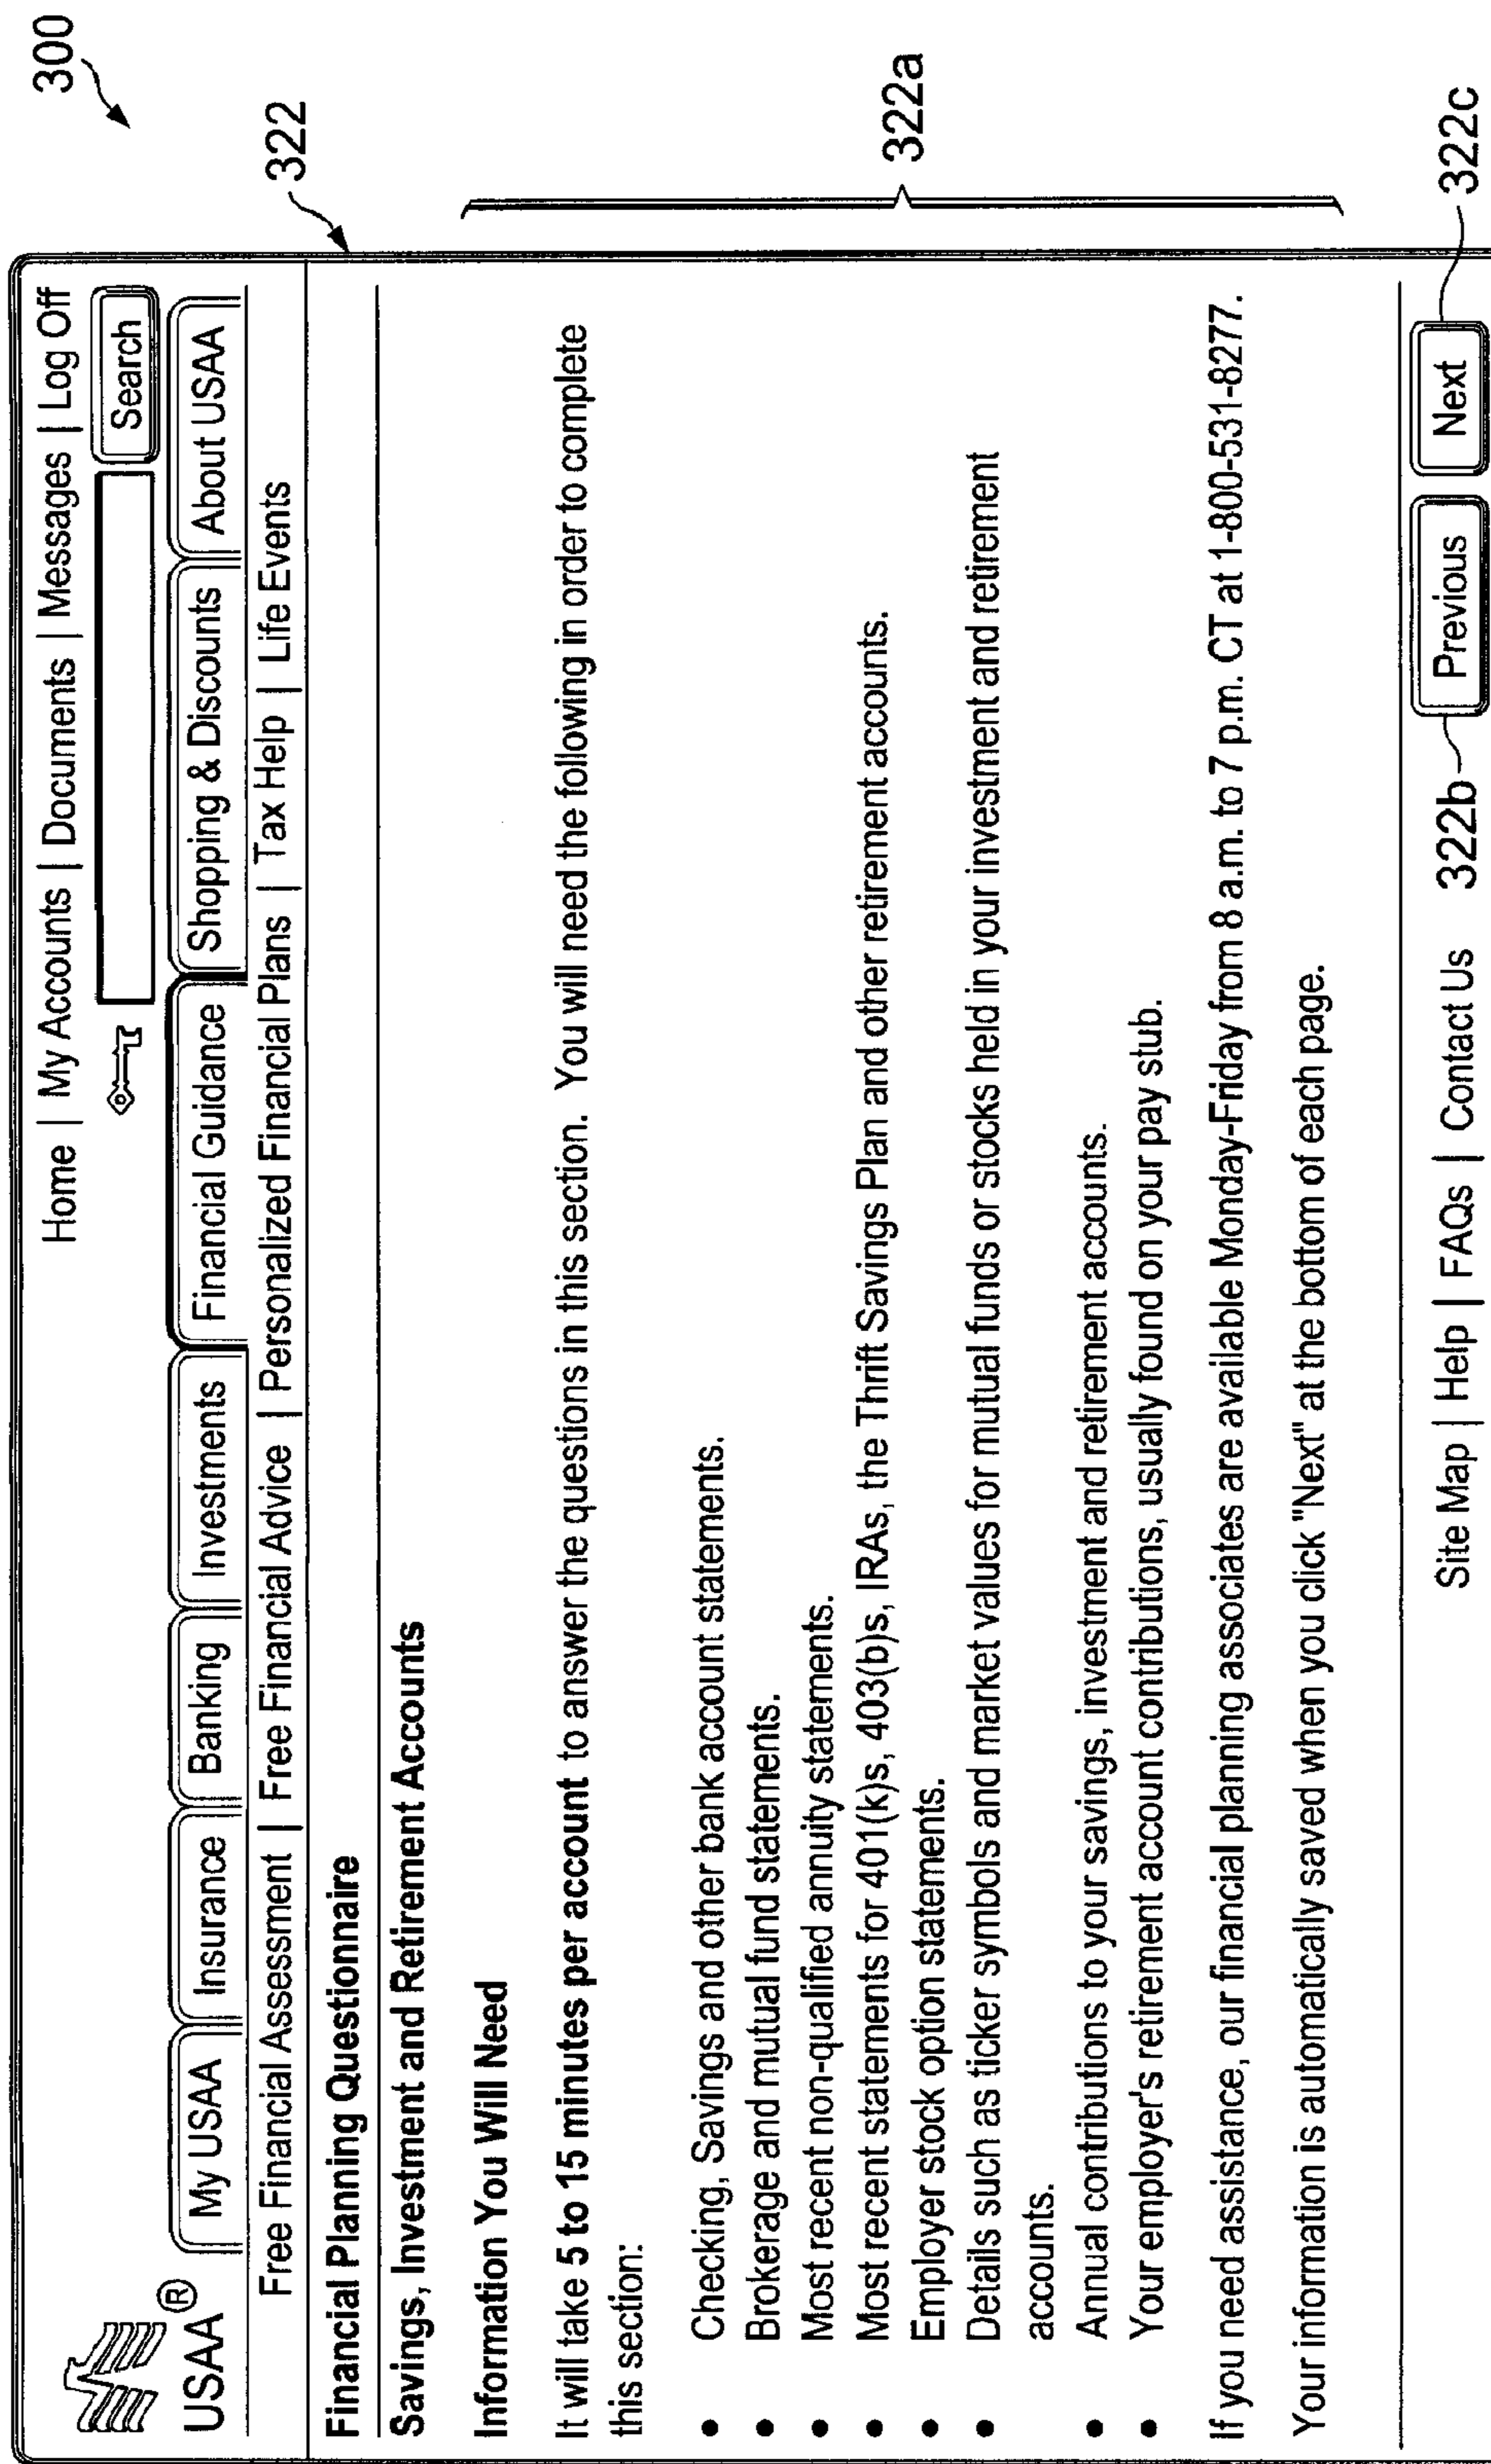 300
Home | My Accounts | Documents | Messages | Log Off
Search
USAA®
My USAA Insurance Banking Investments Financial Guidance Shopping & Discounts About USAA
Free Financial Assessment | Free Financial Advice | Personalized Financial Plans | Tax Help | Life Events
322
Financial Planning Questionnaire
Savings, Investment and Retirement Accounts
Information You Will Need
It will take 5 to 15 minutes per account to answer the questions in this section. You will need the following in order to complete
this section:
322a
• Checking, Savings and other bank account statements.
• Brokerage and mutual fund statements.
• Most recent non-qualified annuity statements.
• Most recent statements for 401(k)s, 403(b)s, IRAs, the Thrift Savings Plan and other retirement accounts.
• Employer stock option statements.
• Details such as ticker symbols and market values for mutual funds or stocks held in your investment and retirement
accounts.
• Annual contributions to your savings, investment and retirement accounts.
• Your employer's retirement account contributions, usually found on your pay stub.
If you need assistance, our financial planning associates are available Monday-Friday from 8 a.m. to 7 p.m. CT at 1-800-531-8277.
Your information is automatically saved when you click "Next" at the bottom of each page.
Site Map | Help | FAQs | Contact Us 322b Previous Next 322c